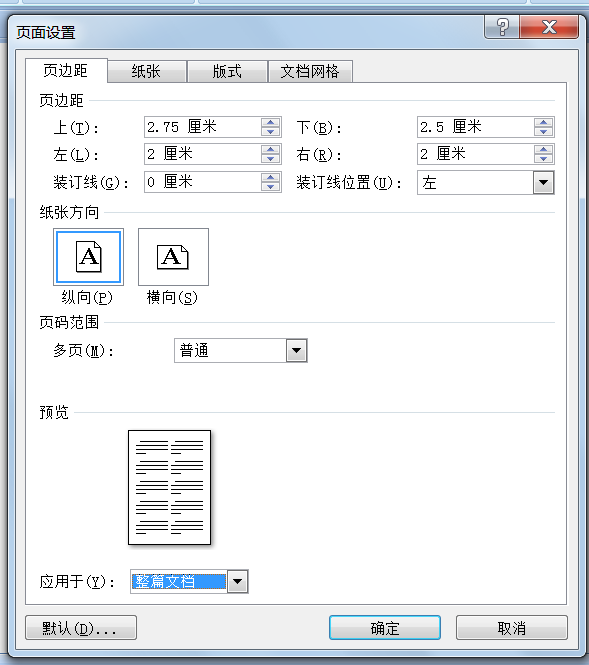 页面设置
页边距 纸张 版式 文档网格
页边距
上(T): 2.75 厘米 下(B): 2.5 厘米
左(L): 2 厘米 右(R): 2 厘米
装订线(G): 0 厘米 装订线位置(U): 左
纸张方向
A A
纵向(P) 横向(S)
页码范围
多页(M): 普通
预览
应用于(Y): 整篇文档
默认(D)... 确定 取消